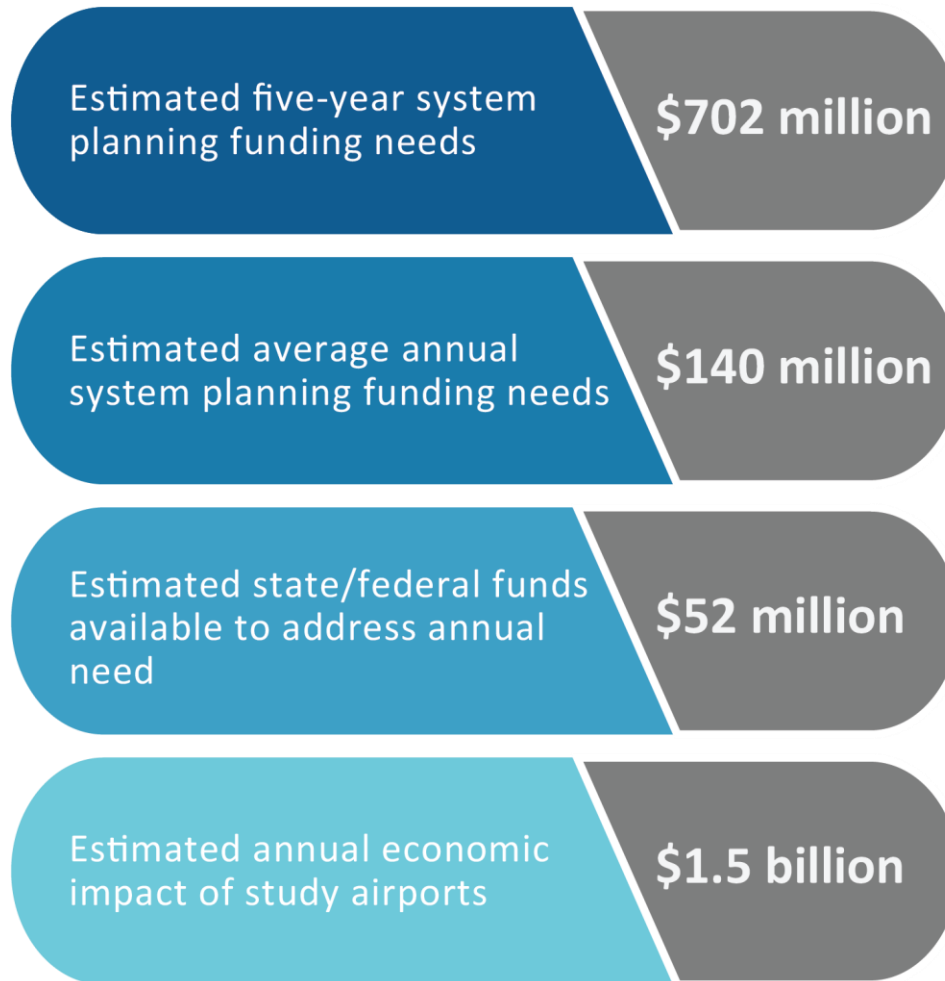 Estimated five-year system
planning funding needs
$702 million
Estimated average annual
system planning funding needs
$140 million
Estimated state/federal funds
available to address annual
need
$52 million
Estimated annual economic
impact of study airports
$1.5 billion